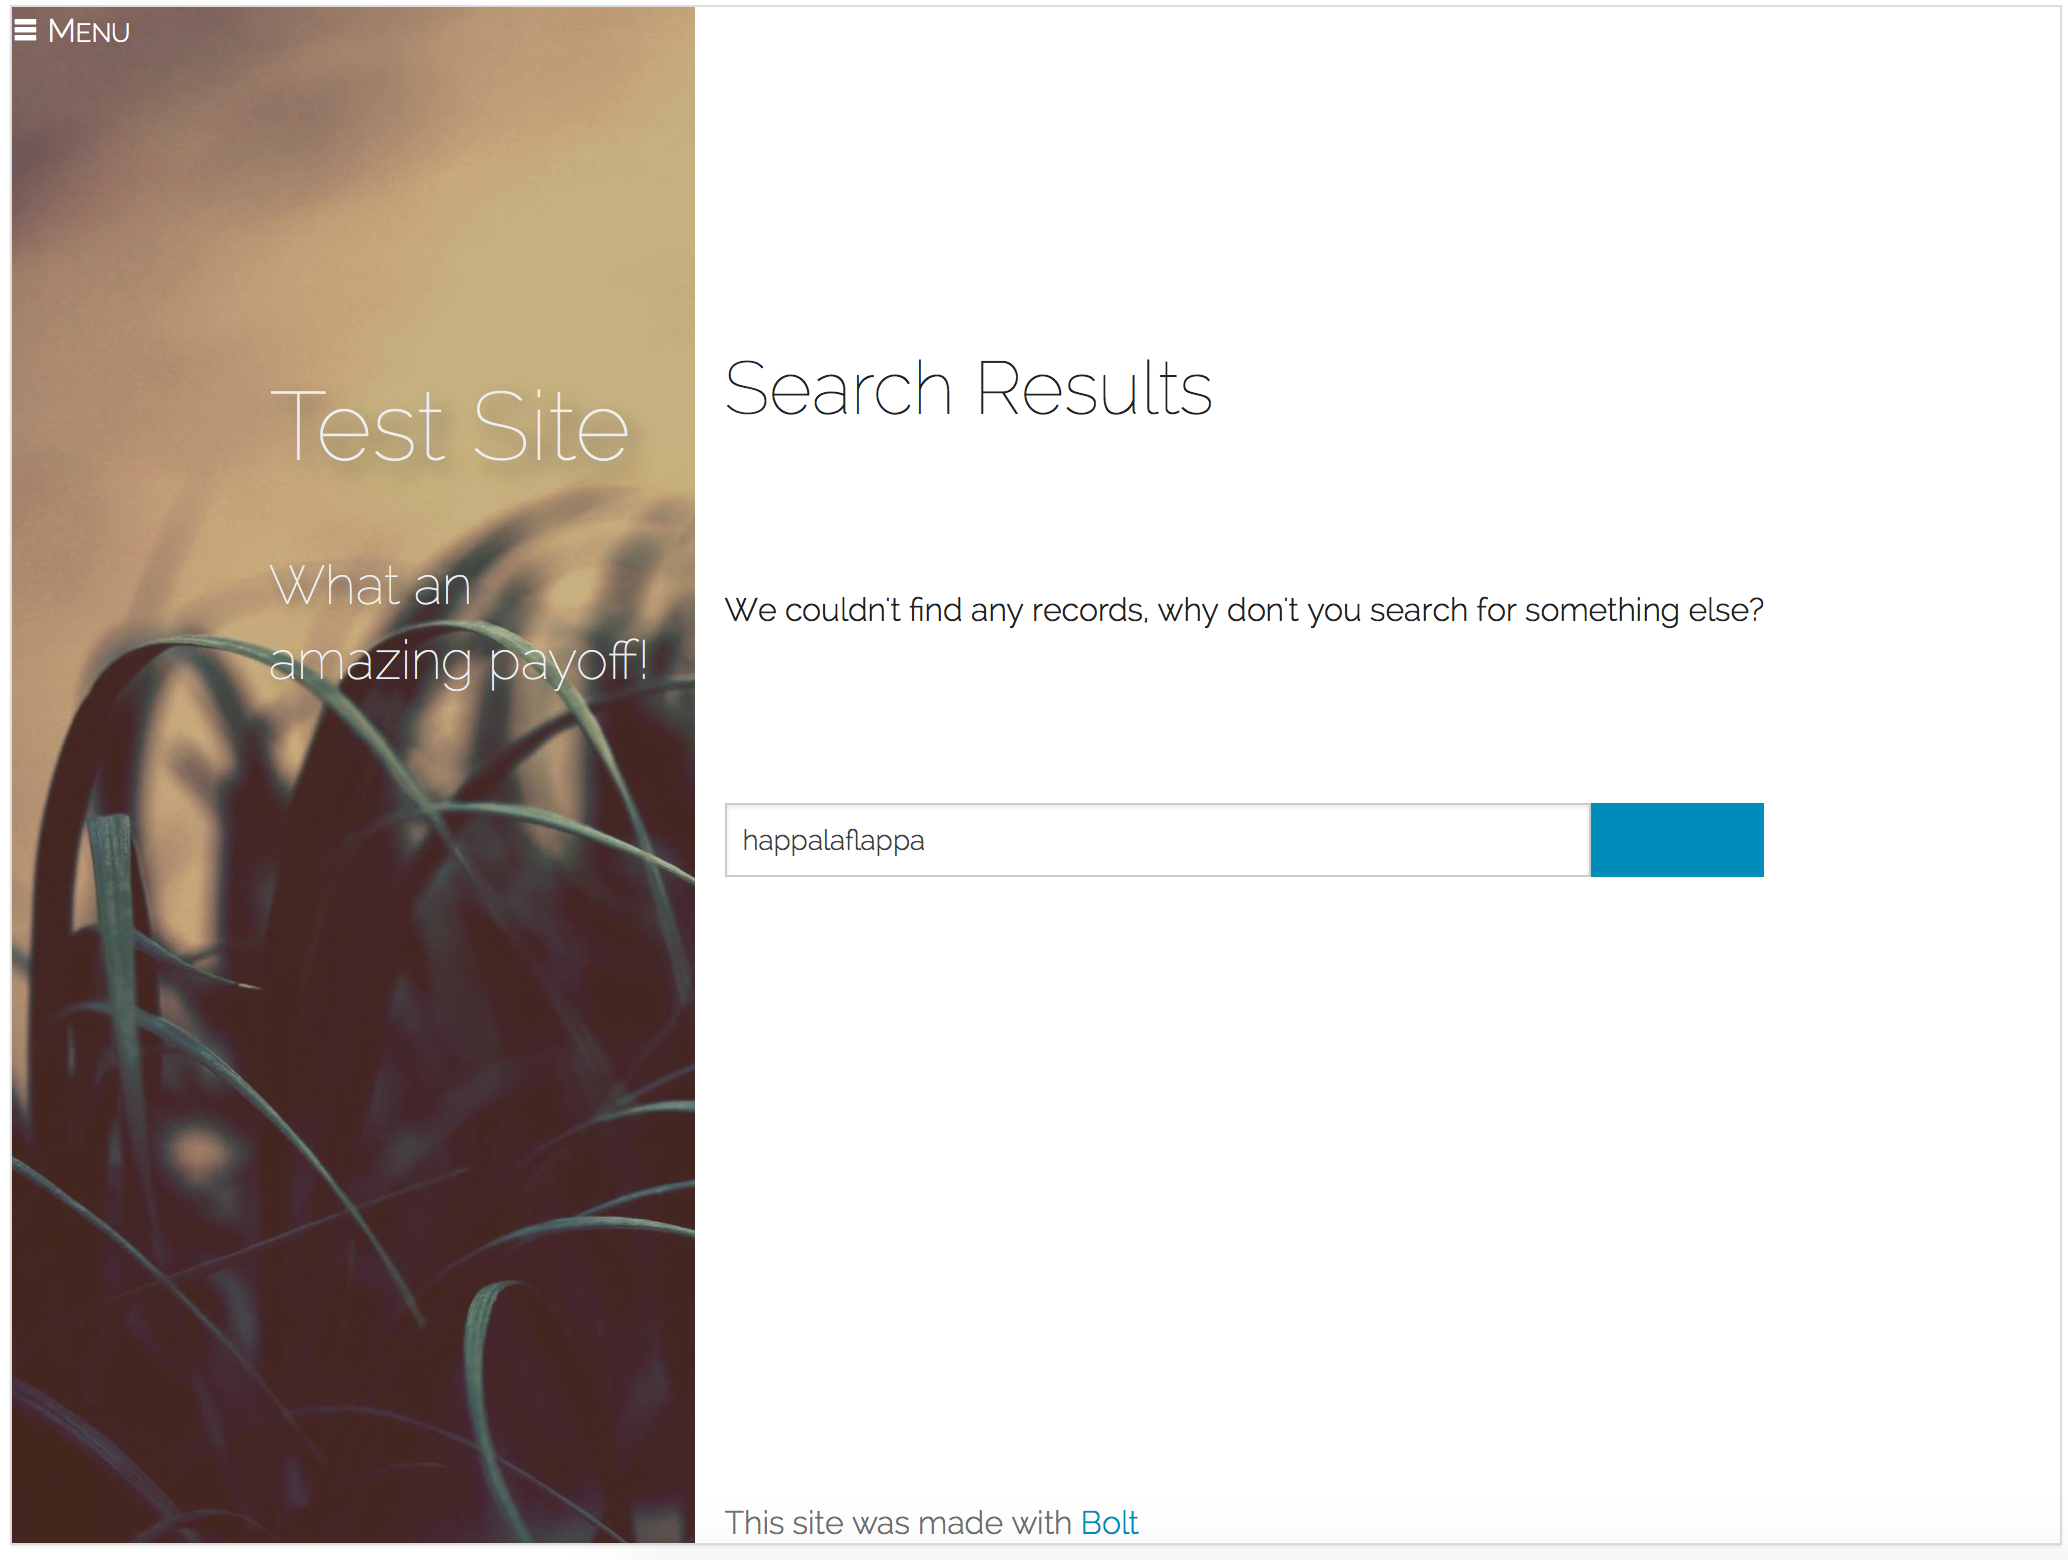 MENU
Test Site
What an
amazing payoff!
Search Results
We couldn't find any records, why don't you search for something else?
happalaflappa
This site was made with Bolt